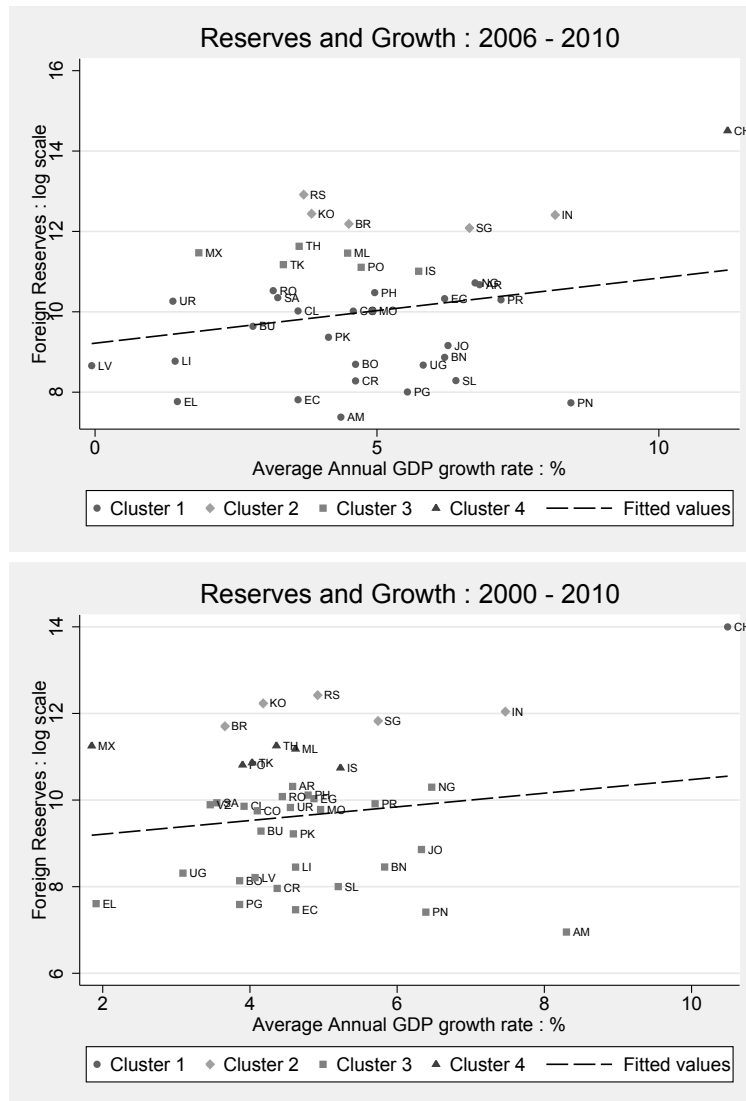 Reserves and Growth : 2006 - 2010
Foreign Reserves : log scale
16
14
12
10
8
CH
RS
KO
BR
IN
SG
MX
TH
ML
TK
PO
IS
RO
SA
PH
NG
AR
UR
EG
PR
CL
MO
BU
PK
JO
BN
LV
LI
BO
UG
CR
SL
PG
EL
EC
PN
AM
0
5
10
Average Annual GDP growth rate : %
Cluster 1
Cluster 2
Cluster 3
Cluster 4
Fitted values
Reserves and Growth : 2000 - 2010
Foreign Reserves : log scale
14
12
10
8
6
CH
RS
KO
IN
SG
BR
MX
TH
ML
TK
PO
IS
AR
NG
RO
PH
EG
SA
VZ
CL
UR
PR
CO
MO
BU
PK
JO
LI
BN
UG
LV
BO
CR
SL
EL
PG
EC
PN
AM
2
4
6
8
10
Average Annual GDP growth rate : %
Cluster 1
Cluster 2
Cluster 3
Cluster 4
Fitted values